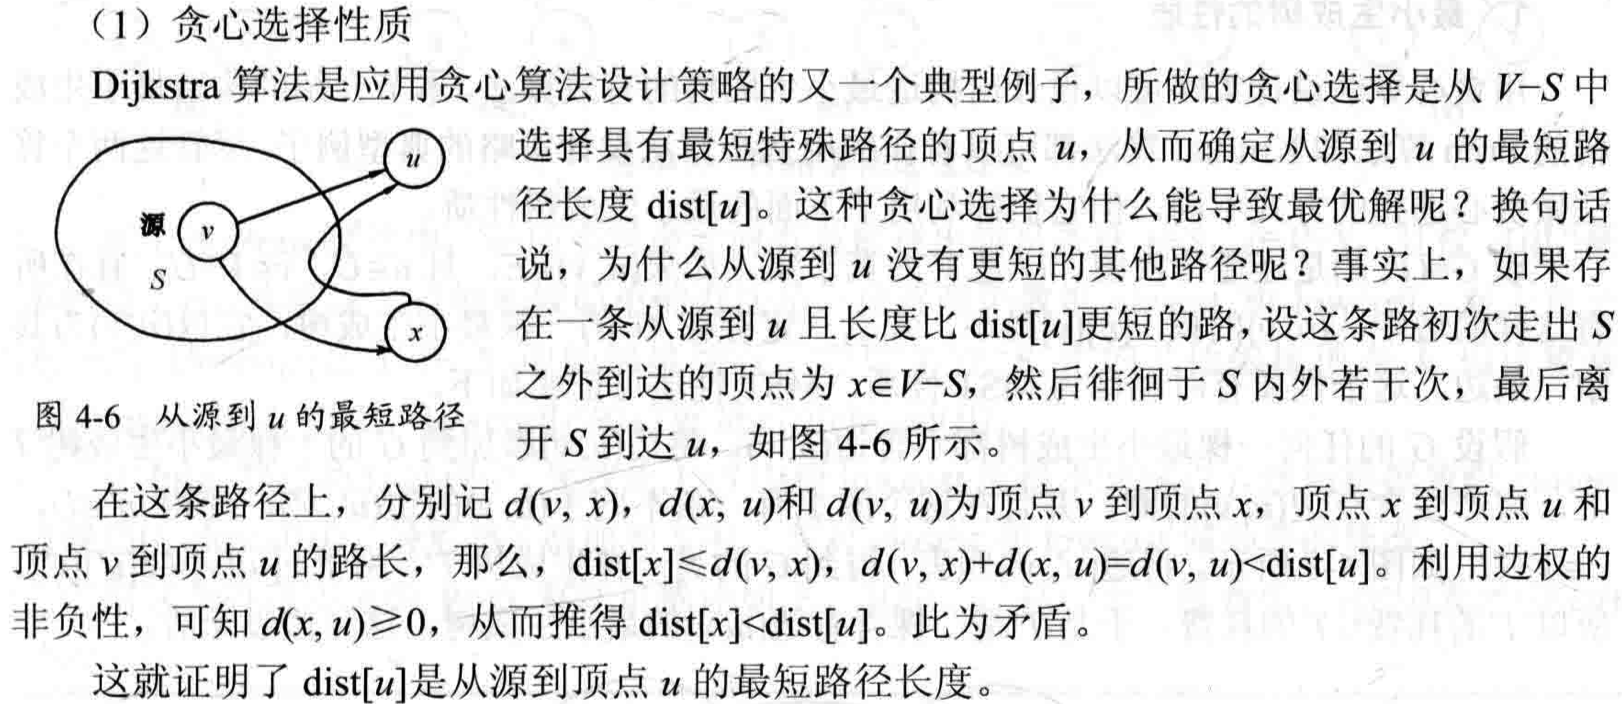 （1）贪心选择性质
Dijkstra 算法是应用贪心算法设计策略的又一个典型例子，所做的贪心选择是从 V−S 中
选择具有最短特殊路径的顶点 u，从而确定从源到 u 的最短路
径长度 dist[u]。这种贪心选择为什么能导致最优解呢？换句话
说，为什么从源到 u 没有更短的其他路径呢？事实上，如果存
在一条从源到 u 且长度比 dist[u]更短的路，设这条路初次走出 S
之外到达的顶点为 x∈V−S，然后徘徊于 S 内外若干次，最后离
开 S 到达 u，如图 4-6 所示。
u
源
v
S
x
图 4-6 从源到 u 的最短路径
在这条路径上，分别记 d(v, x)，d(x, u)和 d(v, u)为顶点 v 到顶点 x，顶点 x 到顶点 u 和
顶点 v 到顶点 u 的路长，那么，dist[x]≤d(v, x)，d(v, x)+d(x, u)=d(v, u)<dist[u]。利用边权的
非负性，可知 d(x, u)≥0，从而推得 dist[x]<dist[u]。此为矛盾。
这就证明了 dist[u]是从源到顶点 u 的最短路径长度。